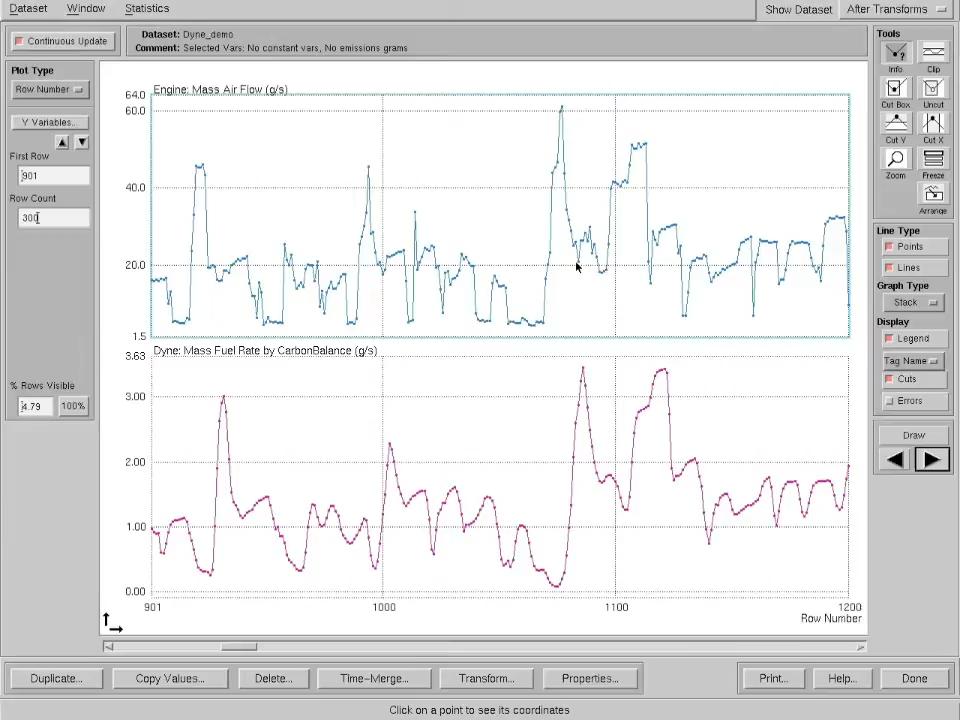 Dataset Window Statistics
Show Dataset After Transforms
Continuous Update
Dataset: Dyne_demo
Comment: Selected Vars: No constant vars, No emissions grams
Plot Type
Row Number
Y Variables...
First Row
901
Row Count
300
% Rows Visible
4.79 100%
Engine: Mass Air Flow (g/s)
64.0
60.0
40.0
20.0
1.5
Dyne: Mass Fuel Rate by CarbonBalance (g/s)
3.63
3.00
2.00
1.00
0.00
901 1000 1100 1200
Row Number
Tools
Info Clip
Cut Box Uncut
Cut Y Cut X
Zoom Freeze
Arrange
Line Type
Points
Lines
Graph Type
Stack
Display
Legend
Tag Name
Cuts
Errors
Draw
Duplicate... Copy Values... Delete... Time-Merge... Transform... Properties... Print... Help... Done
Click on a point to see its coordinates